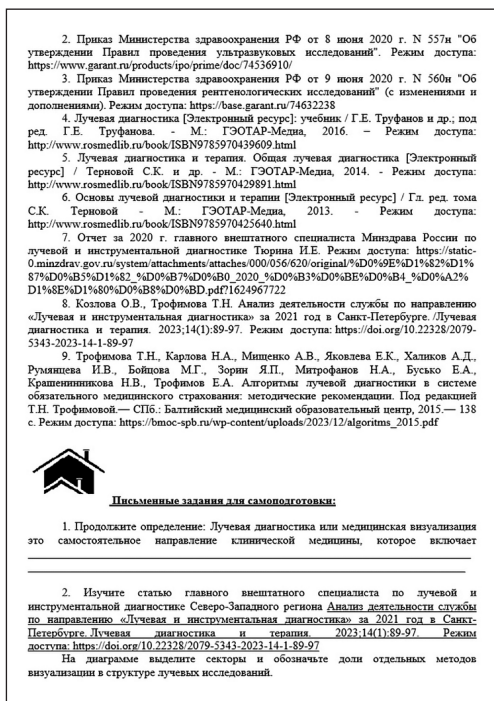 2. Приказ Министерства здравоохранения РФ от 8 июня 2020 г. N 557н "Об
утверждении Правил проведения ультразвуковых исследований". Режим доступа:
https://www.garant.ru/products/ipo/prime/doc/74536910/
3. Приказ Министерства здравоохранения РФ от 9 июня 2020 г. N 560н "Об
утверждении Правил проведения рентгенологических исследований" (с изменениями и
дополнениями). Режим доступа: https://base.garant.ru/74632238
4. Лучевая диагностика [Электронный ресурс]: учебник / Г.Е. Труфанов и др.; под
ред. Г.Е. Труфанова. - М.: ГЭОТАР-Медиа, 2016. – Режим доступа:
http://www.rosmedlib.ru/book/ISBN9785970439609.html
5. Лучевая диагностика и терапия. Общая лучевая диагностика [Электронный
ресурс] / Терновой С.К. и др. - М.: ГЭОТАР-Медиа, 2014. - Режим доступа:
http://www.rosmedlib.ru/book/ISBN9785970429891.html
6. Основы лучевой диагностики и терапии [Электронный ресурс] / Гл. ред. тома
С.К. Терновой - М.: ГЭОТАР-Медиа, 2013. - Режим доступа:
http://www.rosmedlib.ru/book/ISBN9785970425640.html
7. Отчет за 2020 г. главного внештатного специалиста Минздрава России по
лучевой и инструментальной диагностике Тюрина И.Е. Режим доступа: https://static-
0.minzdrav.gov.ru/system/attachments/attaches/000/056/620/original/%D0%9E%D1%82%D1%
87%D0%B5%D1%82_%D0%B7%D0%B0_2020_%D0%B3%D0%BE%D0%B4_%D0%A2%
D1%8E%D1%80%D0%B8%D0%BD.pdf?1624967722
8. Козлова О.В., Трофимова Т.Н. Анализ деятельности службы по направлению
«Лучевая и инструментальная диагностика» за 2021 год в Санкт-Петербурге. /Лучевая
диагностика и терапия. 2023;14(1):89-97. Режим доступа: https://doi.org/10.22328/2079-
5343-2023-14-1-89-97
9. Трофимова Т.Н., Карлова Н.А., Мищенко А.В., Яковлева Е.К., Халиков А.Д.,
Румянцева И.В., Бойцова М.Г., Зорин Я.П., Митрофанов Н.А., Бусько Е.А.,
Крашенинникова Н.В., Трофимов Е.А. Алгоритмы лучевой диагностики в системе
обязательного медицинского страхования: методические рекомендации. Под редакцией
Т.Н. Трофимовой.— СПб.: Балтийский медицинский образовательный центр, 2015.— 138
с. Режим доступа: https://bmoc-spb.ru/wp-content/uploads/2023/12/algoritms_2015.pdf
Письменные задания для самоподготовки:
1. Продолжите определение: Лучевая диагностика или медицинская визуализация
это самостоятельное направление клинической медицины, которое включает
2. Изучите статью главного внештатного специалиста по лучевой и
инструментальной диагностике Северо-Западного региона Анализ деятельности службы
по направлению «Лучевая и инструментальная диагностика» за 2021 год в Санкт-
Петербурге. Лучевая диагностика и терапия. 2023;14(1):89-97. Режим
доступа: https://doi.org/10.22328/2079-5343-2023-14-1-89-97
На диаграмме выделите секторы и обозначьте доли отдельных методов
визуализации в структуре лучевых исследований.